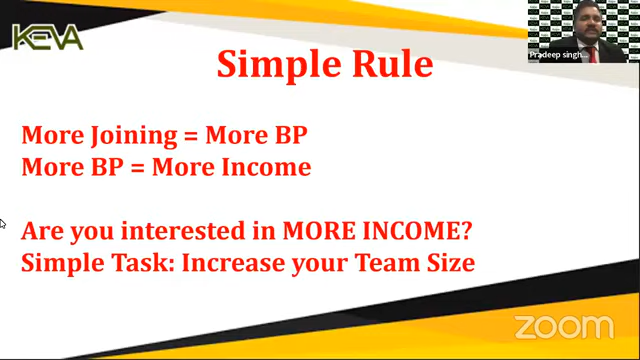 KEVA
Pradeep singh...
Simple Rule
More Joining = More BP
More BP = More Income
Are you interested in MORE INCOME?
Simple Task: Increase your Team Size
zoom